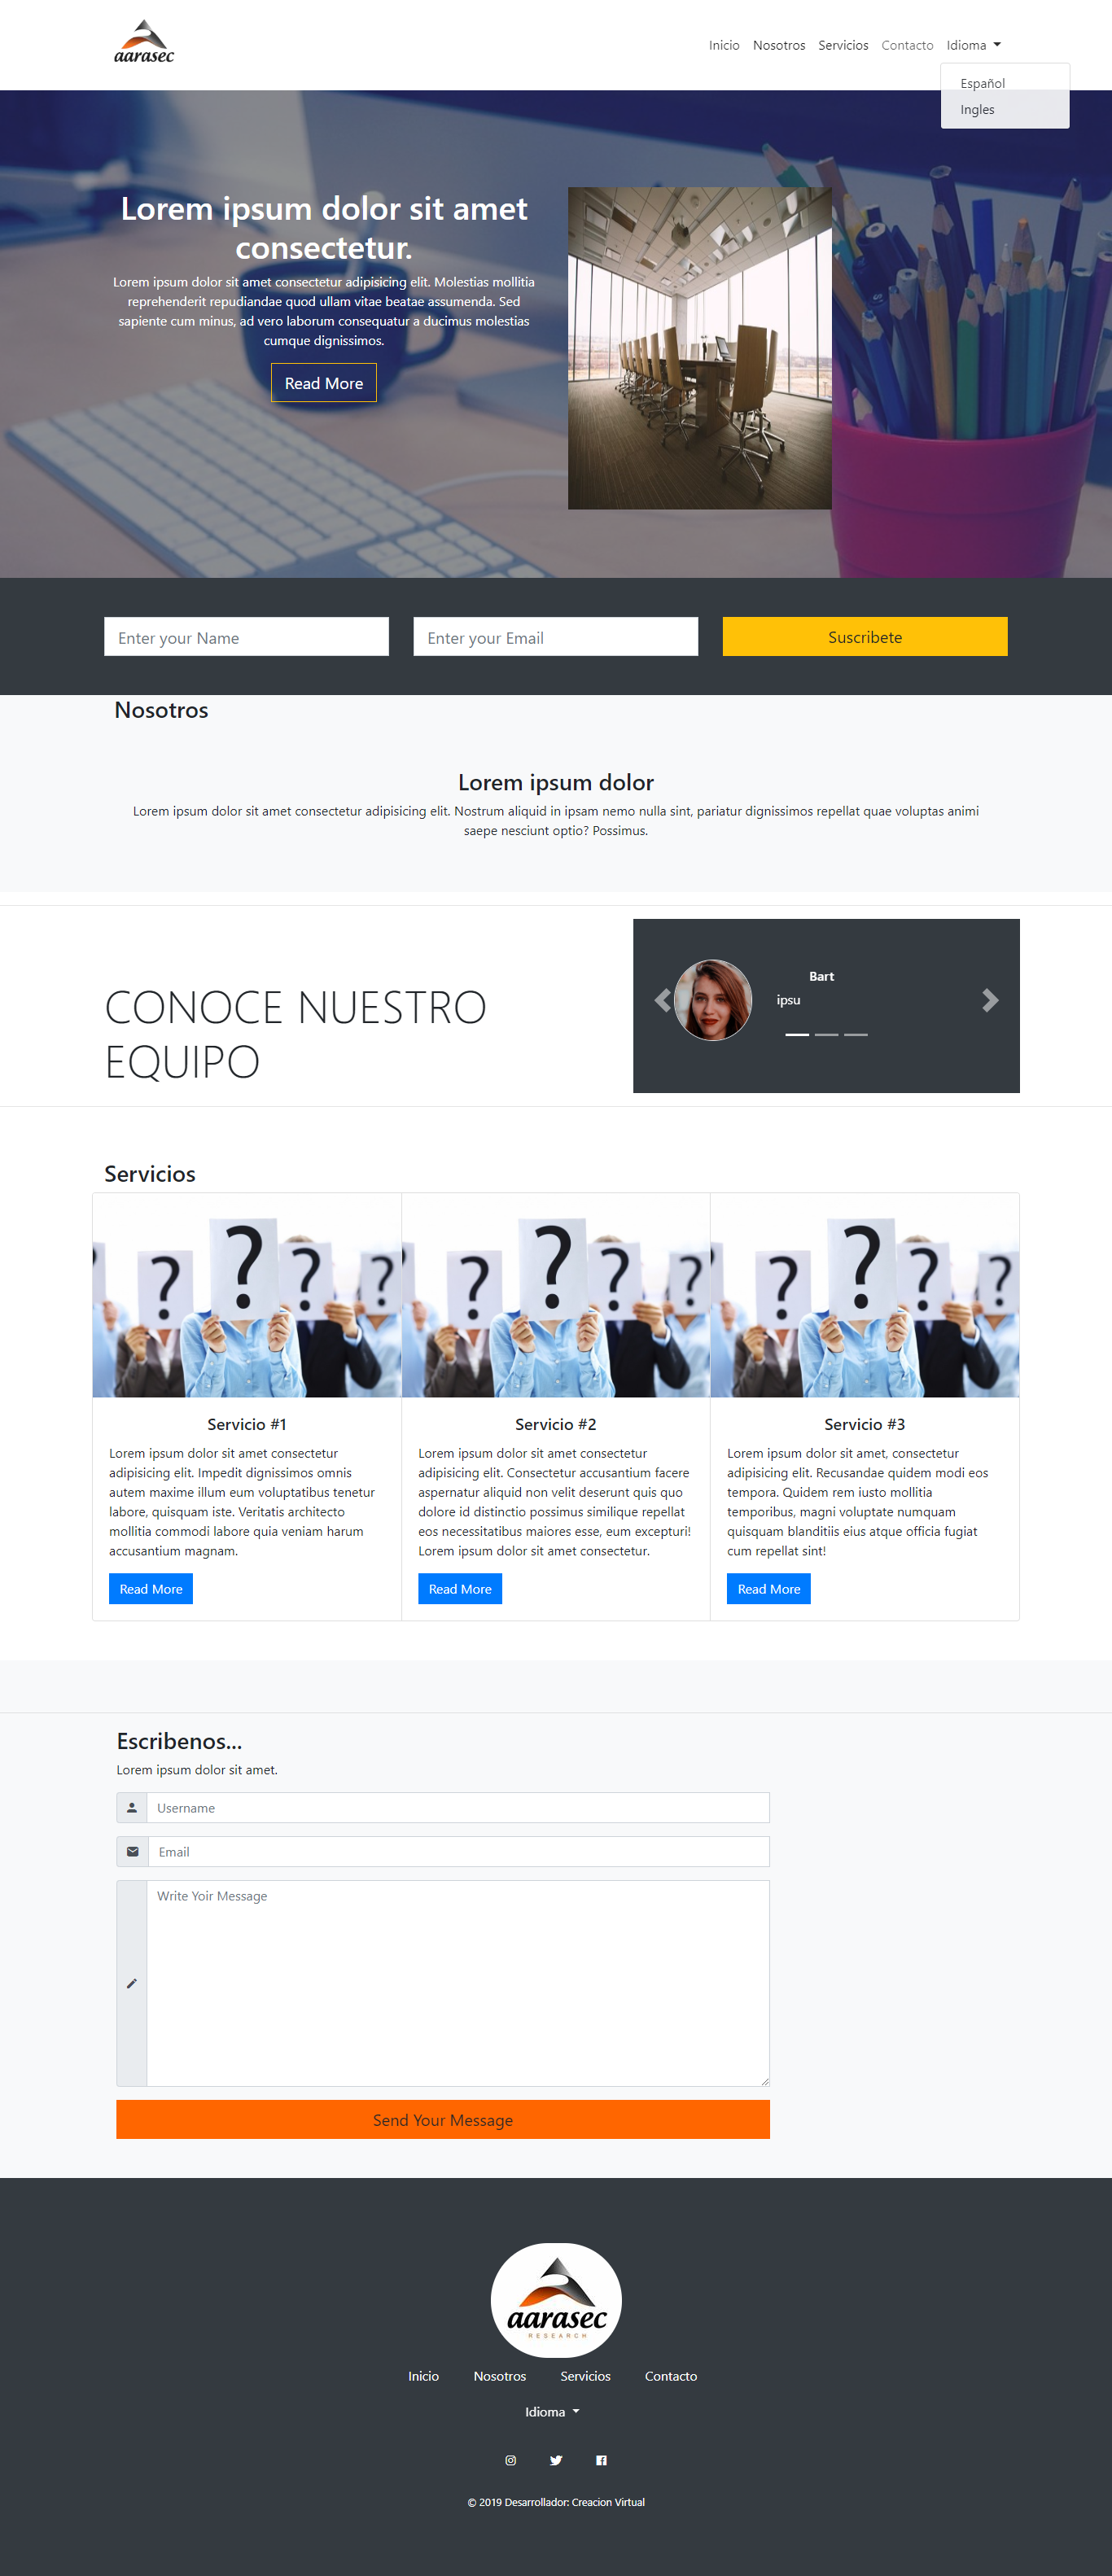 aarasec
Inicio Nosotros Servicios Contacto Idioma
Español
Ingles
Lorem ipsum dolor sit amet
consectetur.
Lorem ipsum dolor sit amet consectetur adipisicing elit. Molestias mollitia
reprehenderit repudiandae quod ullam vitae beatae assumenda. Sed
sapiente cum minus, ad vero laborum consequatur a ducimus molestias
cumque dignissimos.
Read More
Enter your Name
Enter your Email
Suscribete
Nosotros
Lorem ipsum dolor
Lorem ipsum dolor sit amet consectetur adipisicing elit. Nostrum aliquid in ipsam nemo nulla sint, pariatur dignissimos repellat quae voluptas animi
saepe nesciunt optio? Possimus.
CONOCE NUESTRO
EQUIPO
Bart
ipsu
Servicios
? ? ? ?
? ? ? ?
? ? ? ?
Servicio #1
Lorem ipsum dolor sit amet consectetur
adipisicing elit. Impedit dignissimos omnis
autem maxime illum eum voluptatibus tenetur
labore, quisquam iste. Veritatis architecto
mollitia commodi labore quia veniam harum
accusantium magnam.
Read More
Servicio #2
Lorem ipsum dolor sit amet consectetur
adipisicing elit. Consectetur accusantium facere
aspernatur aliquid non velit deserunt quis quo
dolore id distinctio possimus similique repellat
eos necessitatibus maiores esse, eum excepturi!
Lorem ipsum dolor sit amet consectetur.
Read More
Servicio #3
Lorem ipsum dolor sit amet, consectetur
adipisicing elit. Recusandae quidem modi eos
tempora. Quidem rem iusto mollitia
temporibus, magni voluptate numquam
quisquam blanditiis eius atque officia fugiat
cum repellat sint!
Read More
Escribenos...
Lorem ipsum dolor sit amet.
Username
Email
Write Yoir Message
Send Your Message
aarasec
RESEARCH
Inicio Nosotros Servicios Contacto
Idioma
© 2019 Desarrollador: Creacion Virtual